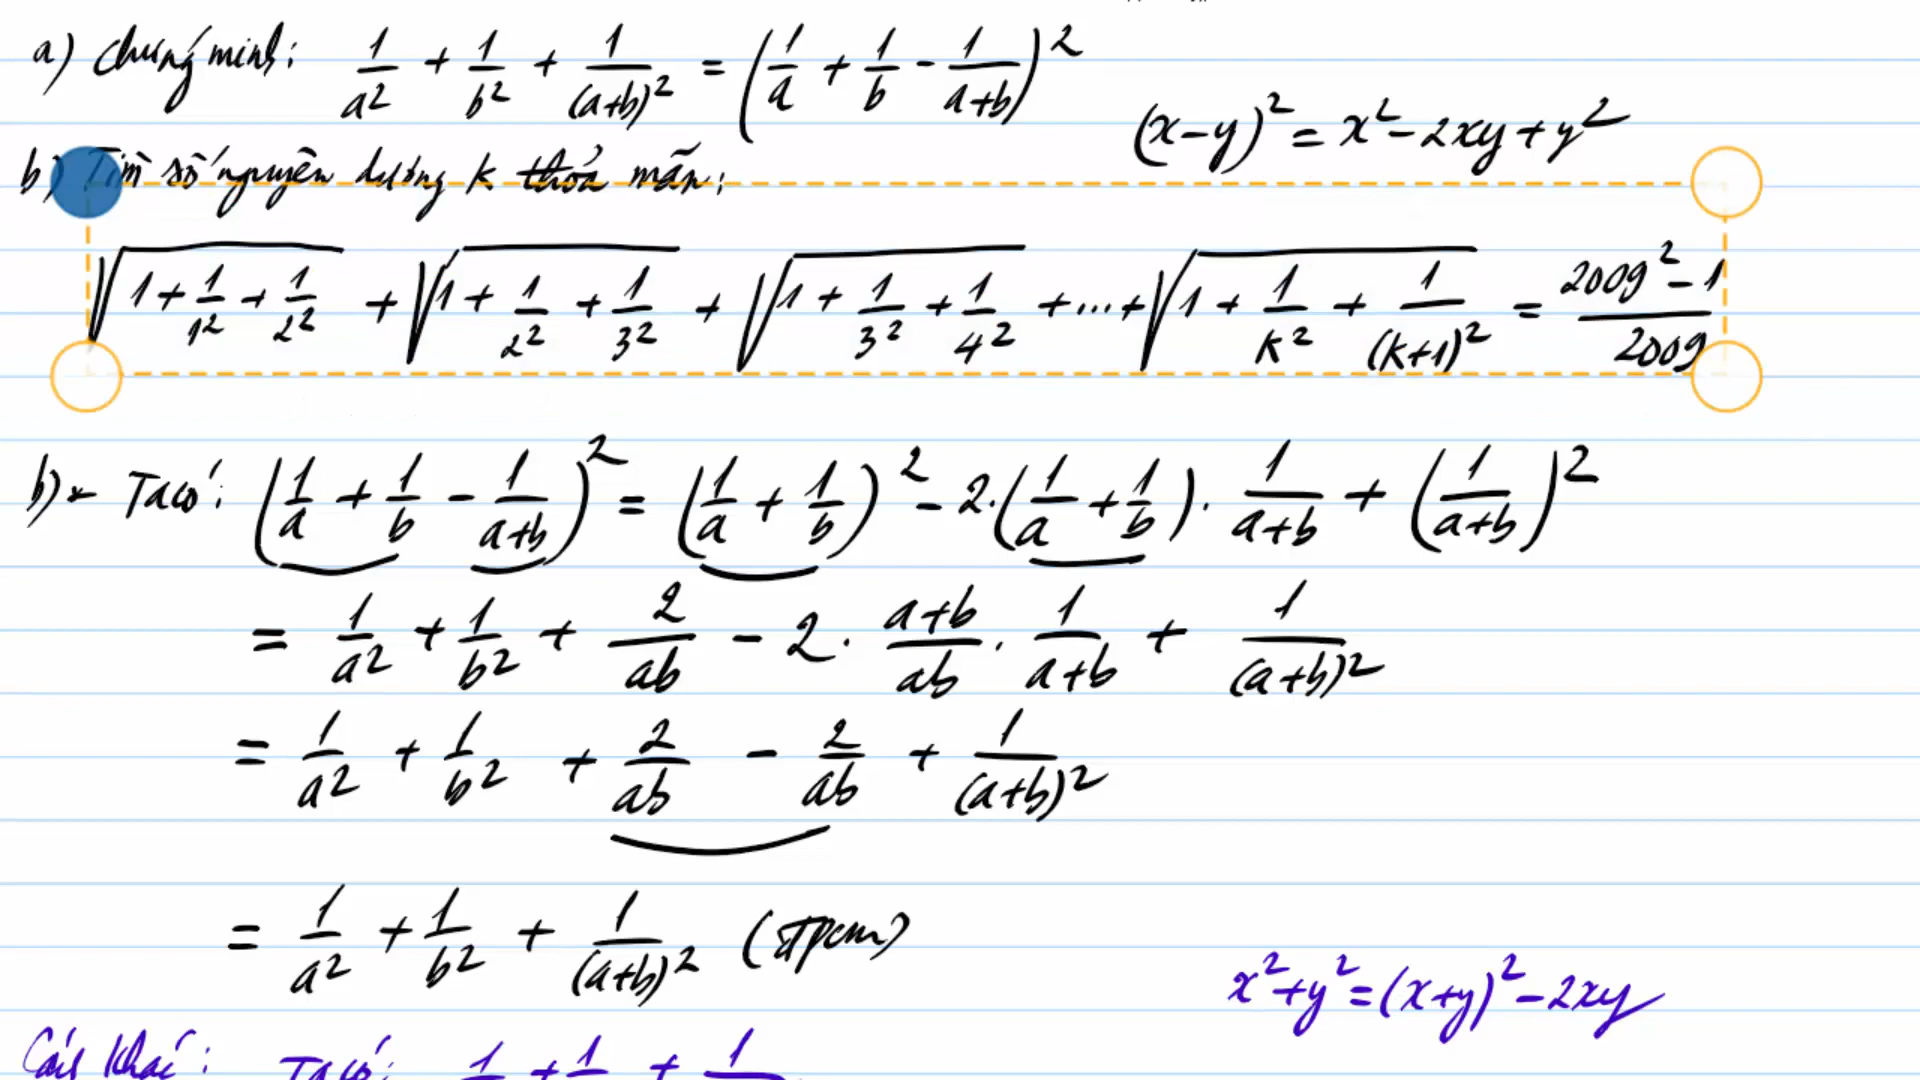 a) Chứng minh: 1/a² + 1/b² + 1/(a+b)² = (1/a + 1/b - 1/(a+b))²
(x-y)² = x² - 2xy + y²
b) Tìm số nguyên dương k thoả mãn:
√(1 + 1/1² + 1/2²) + √(1 + 1/2² + 1/3²) + √(1 + 1/3² + 1/4²) + ... + √(1 + 1/k² + 1/(k+1)²) = (2009² - 1)/2009
b) Ta có: (1/a + 1/b - 1/(a+b))² = (1/a + 1/b)² - 2.(1/a + 1/b).1/(a+b) + (1/(a+b))²
= 1/a² + 1/b² + 2/ab - 2.(a+b)/ab.1/(a+b) + 1/(a+b)²
= 1/a² + 1/b² + 2/ab - 2/ab + 1/(a+b)²
= 1/a² + 1/b² + 1/(a+b)² (đpcm)
x² + y² = (x+y)² - 2xy
Cách khác: Ta có: 1 + 1 + 1